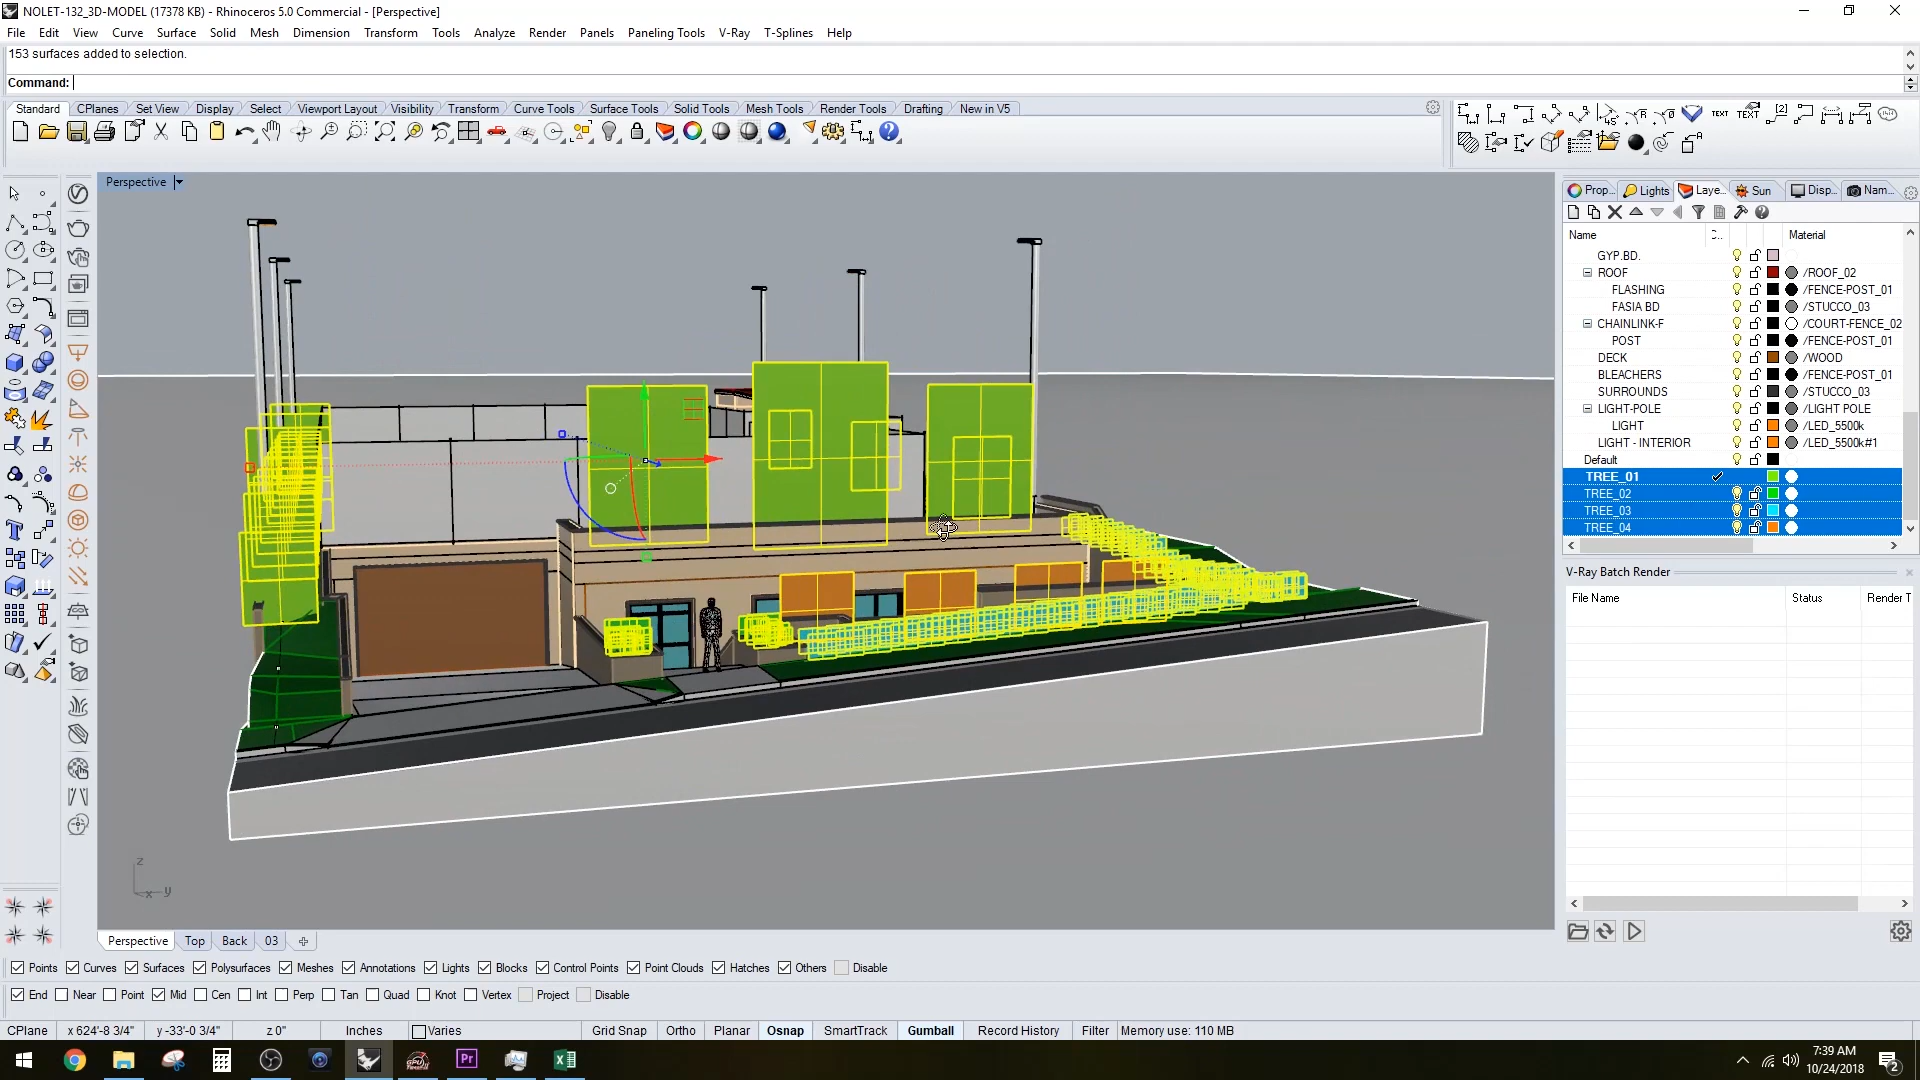 NOLET-132_3D-MODEL (17378 KB) - Rhinoceros 5.0 Commercial - [Perspective]
File Edit View Curve Surface Solid Mesh Dimension Transform Tools Analyze Render Panels Paneling Tools V-Ray T-Splines Help
153 surfaces added to selection.
Command:
Standard CPlanes Set View Display Select Viewport Layout Visibility Transform Curve Tools Surface Tools Solid Tools Mesh Tools Render Tools Drafting New in V5
TEXT TEXT
Perspective
Prop... Lights Laye... Sun Disp... Nam...
Name Material
GYP.BD.
ROOF /ROOF_02
FLASHING /FENCE-POST_01
FASIA BD /STUCCO_03
CHAINLINK-F /COURT-FENCE_02
POST /FENCE-POST_01
DECK /WOOD
BLEACHERS /FENCE-POST_01
SURROUNDS /STUCCO_03
LIGHT-POLE /LIGHT POLE
LIGHT /LED_5500k
LIGHT - INTERIOR /LED_5500k#1
Default
TREE_01
TREE_02
TREE_03
TREE_04
V-Ray Batch Render
File Name Status Render T
z
x y
Perspective Top Back 03
Points Curves Surfaces Polysurfaces Meshes Annotations Lights Blocks Control Points Point Clouds Hatches Others Disable
End Near Point Mid Cen Int Perp Tan Quad Knot Vertex Project Disable
CPlane x 624'-8 3/4" y -33'-0 3/4" z 0" Inches Varies Grid Snap Ortho Planar Osnap SmartTrack Gumball Record History Filter Memory use: 110 MB
Pr
7:39 AM
10/24/2018
2